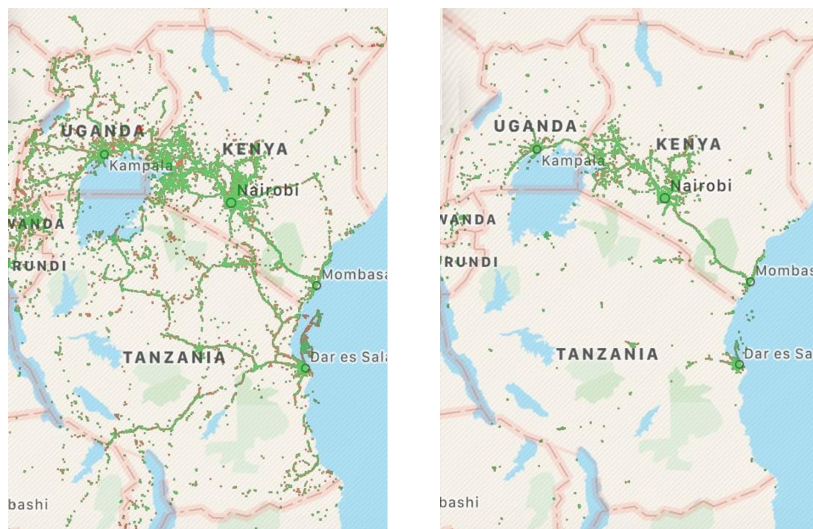 UGANDA
Kampala
KENYA
Nairobi
WANDA
RUNDI
Mombasa
TANZANIA
Dar es Sala
bashi
UGANDA
Kampala
KENYA
Nairobi
WANDA
RUNDI
Mombas
TANZANIA
Dar es Sa
bashi